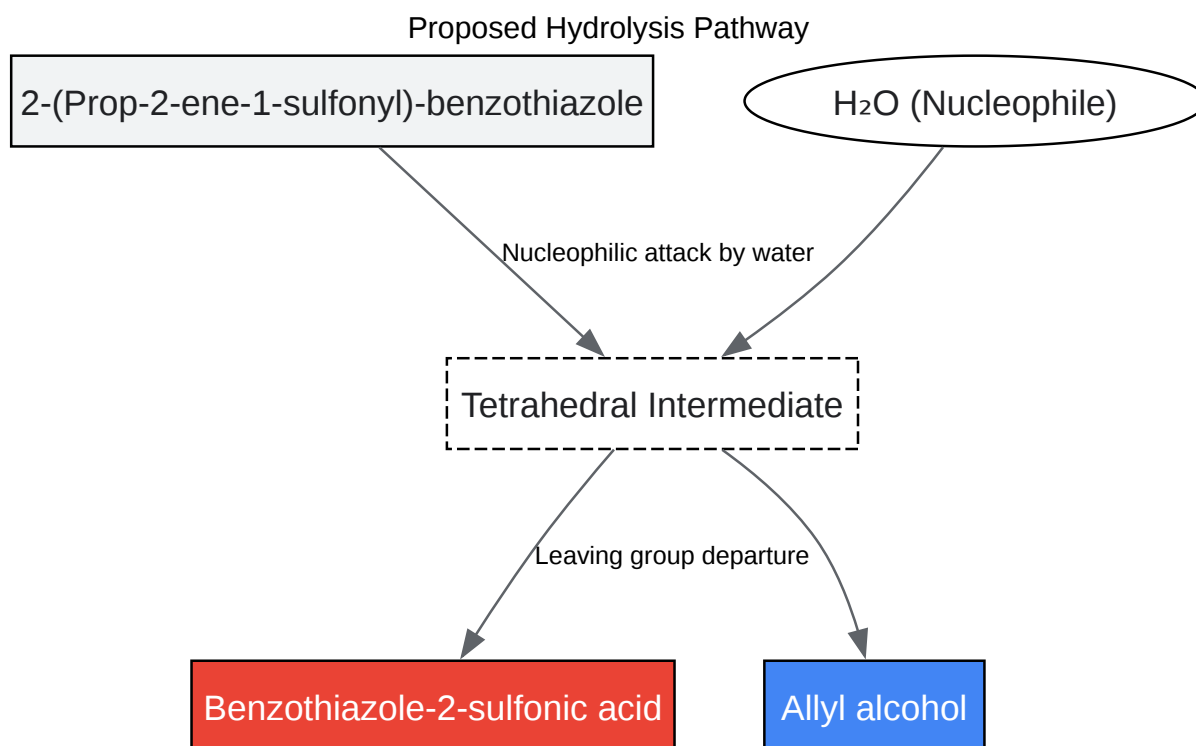 Proposed Hydrolysis Pathway
2-(Prop-2-ene-1-sulfonyl)-benzothiazole
H₂O (Nucleophile)
Nucleophilic attack by water
Tetrahedral Intermediate
Leaving group departure
Benzothiazole-2-sulfonic acid
Allyl alcohol